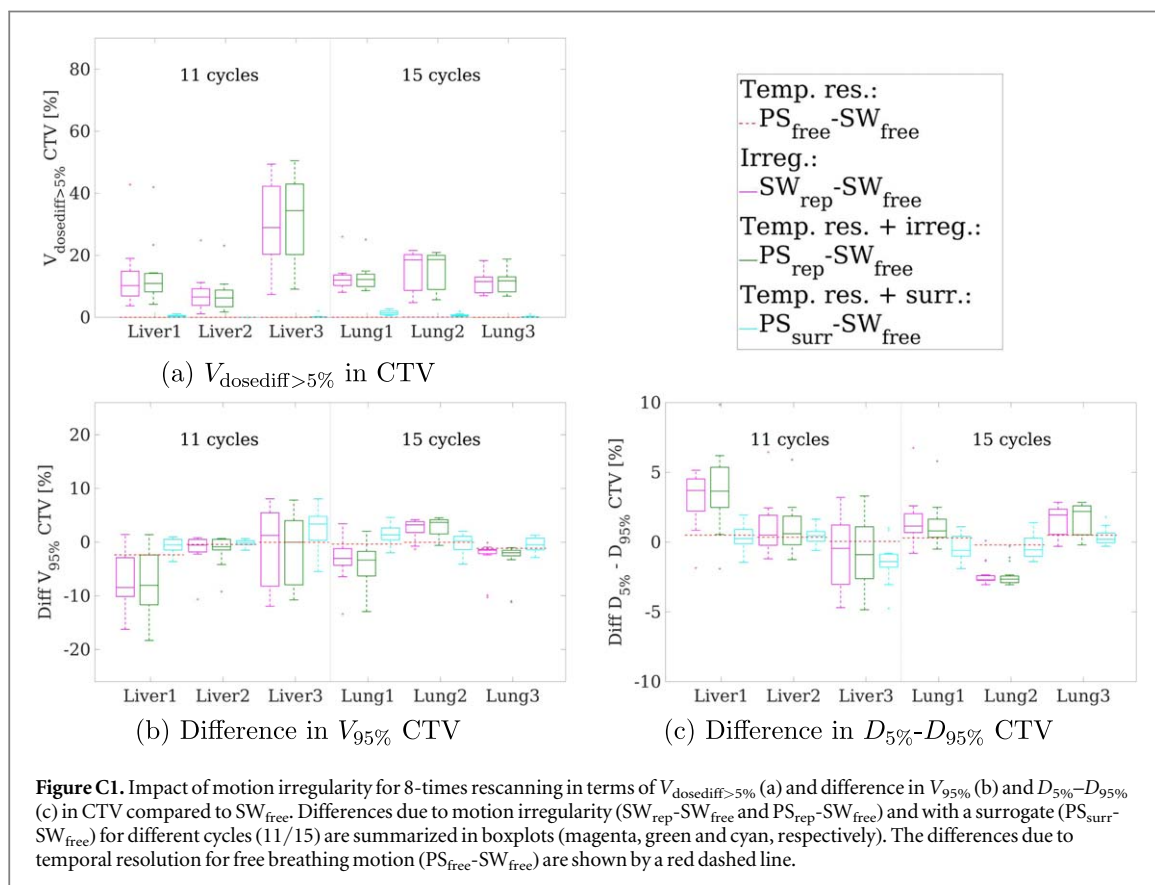 80
60
40
20
0
V_dosediff>5% CTV [%]
11 cycles
15 cycles
Liver1 Liver2 Liver3 Lung1 Lung2 Lung3
(a) V_dosediff>5% in CTV
Temp. res.:
PS_free-SW_free
Irreg.:
SW_rep-SW_free
Temp. res. + irreg.:
PS_rep-SW_free
Temp. res. + surr.:
PS_surr-SW_free
20
10
0
-10
-20
Diff V_95% CTV [%]
11 cycles
15 cycles
Liver1 Liver2 Liver3 Lung1 Lung2 Lung3
(b) Difference in V_95% CTV
10
5
0
-5
-10
Diff D_5% - D_95% CTV [%]
11 cycles
15 cycles
Liver1 Liver2 Liver3 Lung1 Lung2 Lung3
(c) Difference in D_5%-D_95% CTV
Figure C1. Impact of motion irregularity for 8-times rescanning in terms of V_dosediff>5% (a) and difference in V_95% (b) and D_5%–D_95%
(c) in CTV compared to SW_free. Differences due to motion irregularity (SW_rep-SW_free and PS_rep-SW_free) and with a surrogate (PS_surr-
SW_free) for different cycles (11/15) are summarized in boxplots (magenta, green and cyan, respectively). The differences due to
temporal resolution for free breathing motion (PS_free-SW_free) are shown by a red dashed line.